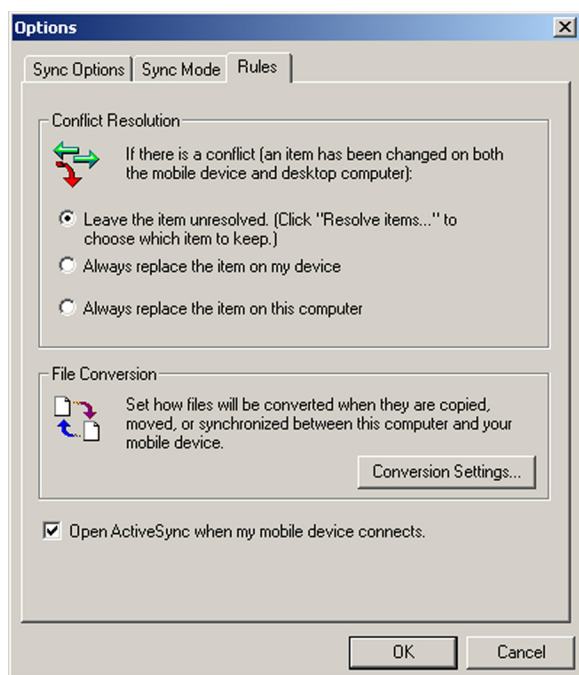 Options
Sync Options Sync Mode Rules
Conflict Resolution
If there is a conflict (an item has been changed on both
the mobile device and desktop computer):
Leave the item unresolved. (Click "Resolve items..." to
choose which item to keep.)
Always replace the item on my device
Always replace the item on this computer
File Conversion
Set how files will be converted when they are copied,
moved, or synchronized between this computer and your
mobile device.
Conversion Settings...
Open ActiveSync when my mobile device connects.
OK Cancel